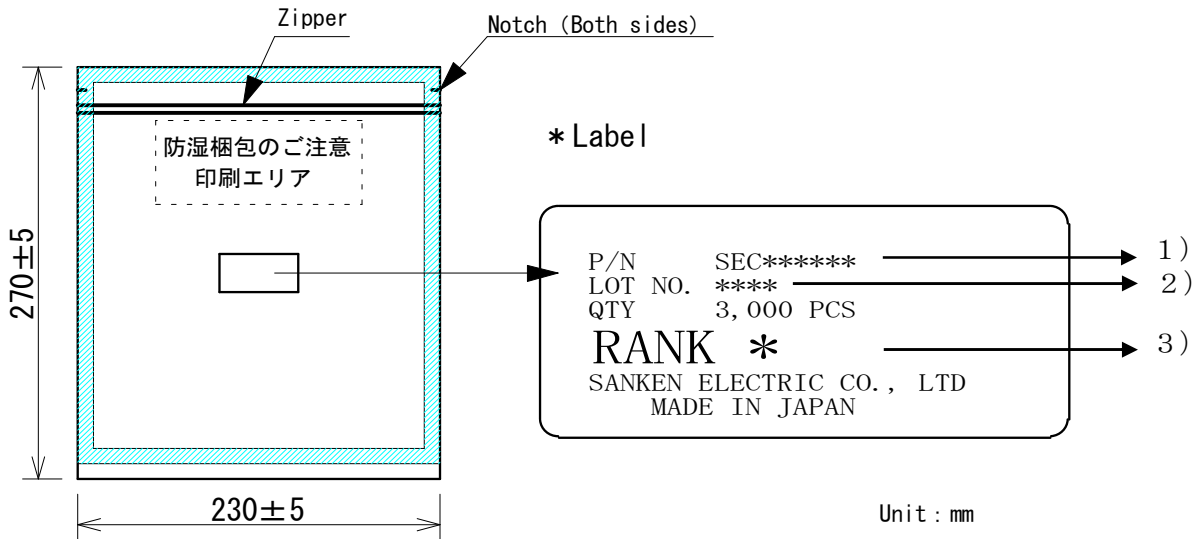 Zipper
Notch (Both sides)
防湿梱包のご注意
印刷エリア
270±5
230±5
*Label
P/N SEC****** 1)
LOT NO. **** 2)
QTY 3,000 PCS
RANK * 3)
SANKEN ELECTRIC CO., LTD
MADE IN JAPAN
Unit : mm